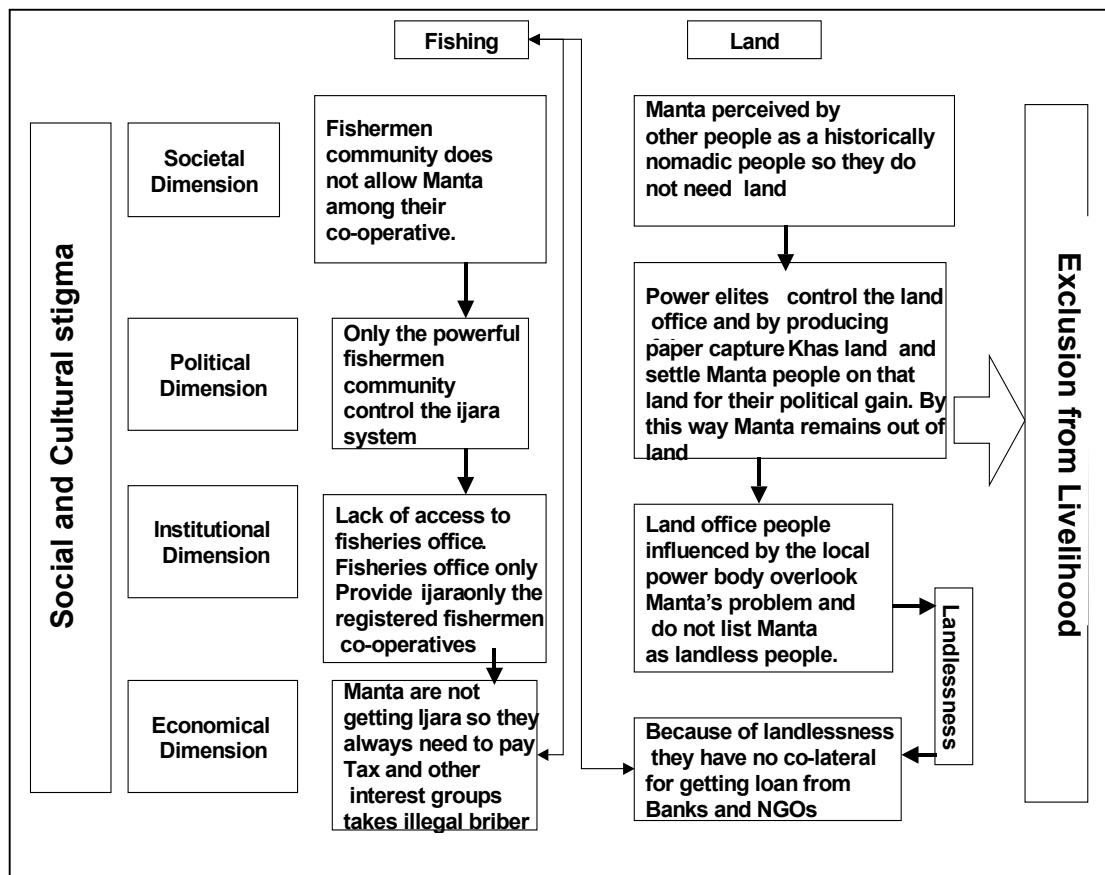 Fishing
Land
Social and Cultural stigma
Societal
Dimension
Fishermen
community does
not allow Manta
among their
co-operative.
Manta perceived by
other people as a historically
nomadic people so they do
not need land
Exclusion from Livelihood
Political
Dimension
Only the powerful
fishermen
community
control the ijara
system
Power elites control the land
office and by producing
paper capture Khas land and
settle Manta people on that
land for their political gain. By
this way Manta remains out of
land
Institutional
Dimension
Lack of access to
fisheries office.
Fisheries office only
Provide ijaraonly the
registered fishermen
co-operatives
Land office people
influenced by the local
power body overlook
Manta's problem and
do not list Manta
as landless people.
Landlessness
Economical
Dimension
Manta are not
getting Ijara so they
always need to pay
Tax and other
interest groups
takes illegal briber
Because of landlessness
they have no co-lateral
for getting loan from
Banks and NGOs